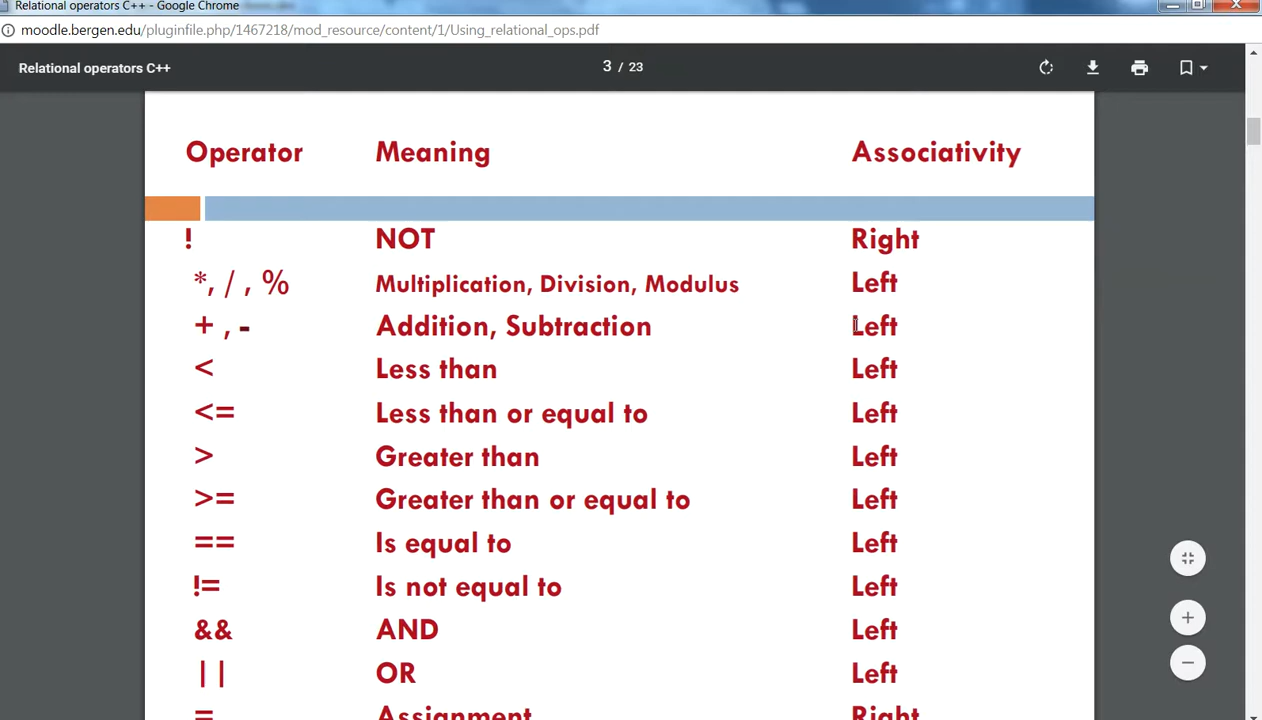 Relational operators C++ - Google Chrome
moodle.bergen.edu/pluginfile.php/1467218/mod_resource/content/1/Using_relational_ops.pdf
Relational operators C++ 3 / 23
Operator Meaning Associativity
! NOT Right
*, / , % Multiplication, Division, Modulus Left
+ , - Addition, Subtraction Left
< Less than Left
<= Less than or equal to Left
> Greater than Left
>= Greater than or equal to Left
== Is equal to Left
!= Is not equal to Left
&& AND Left
|| OR Left
= Assignment Right